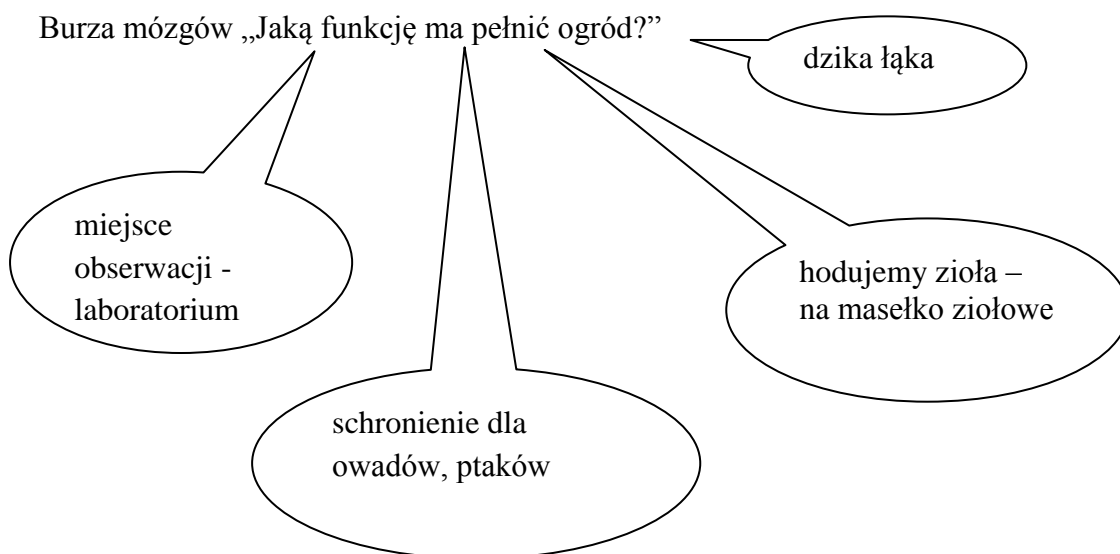 Burza mózgów „Jaką funkcję ma pełnić ogród?”
dzika łąka
miejsce
obserwacji -
laboratorium
hodujemy zioła –
na masełko ziołowe
schronienie dla
owadów, ptaków